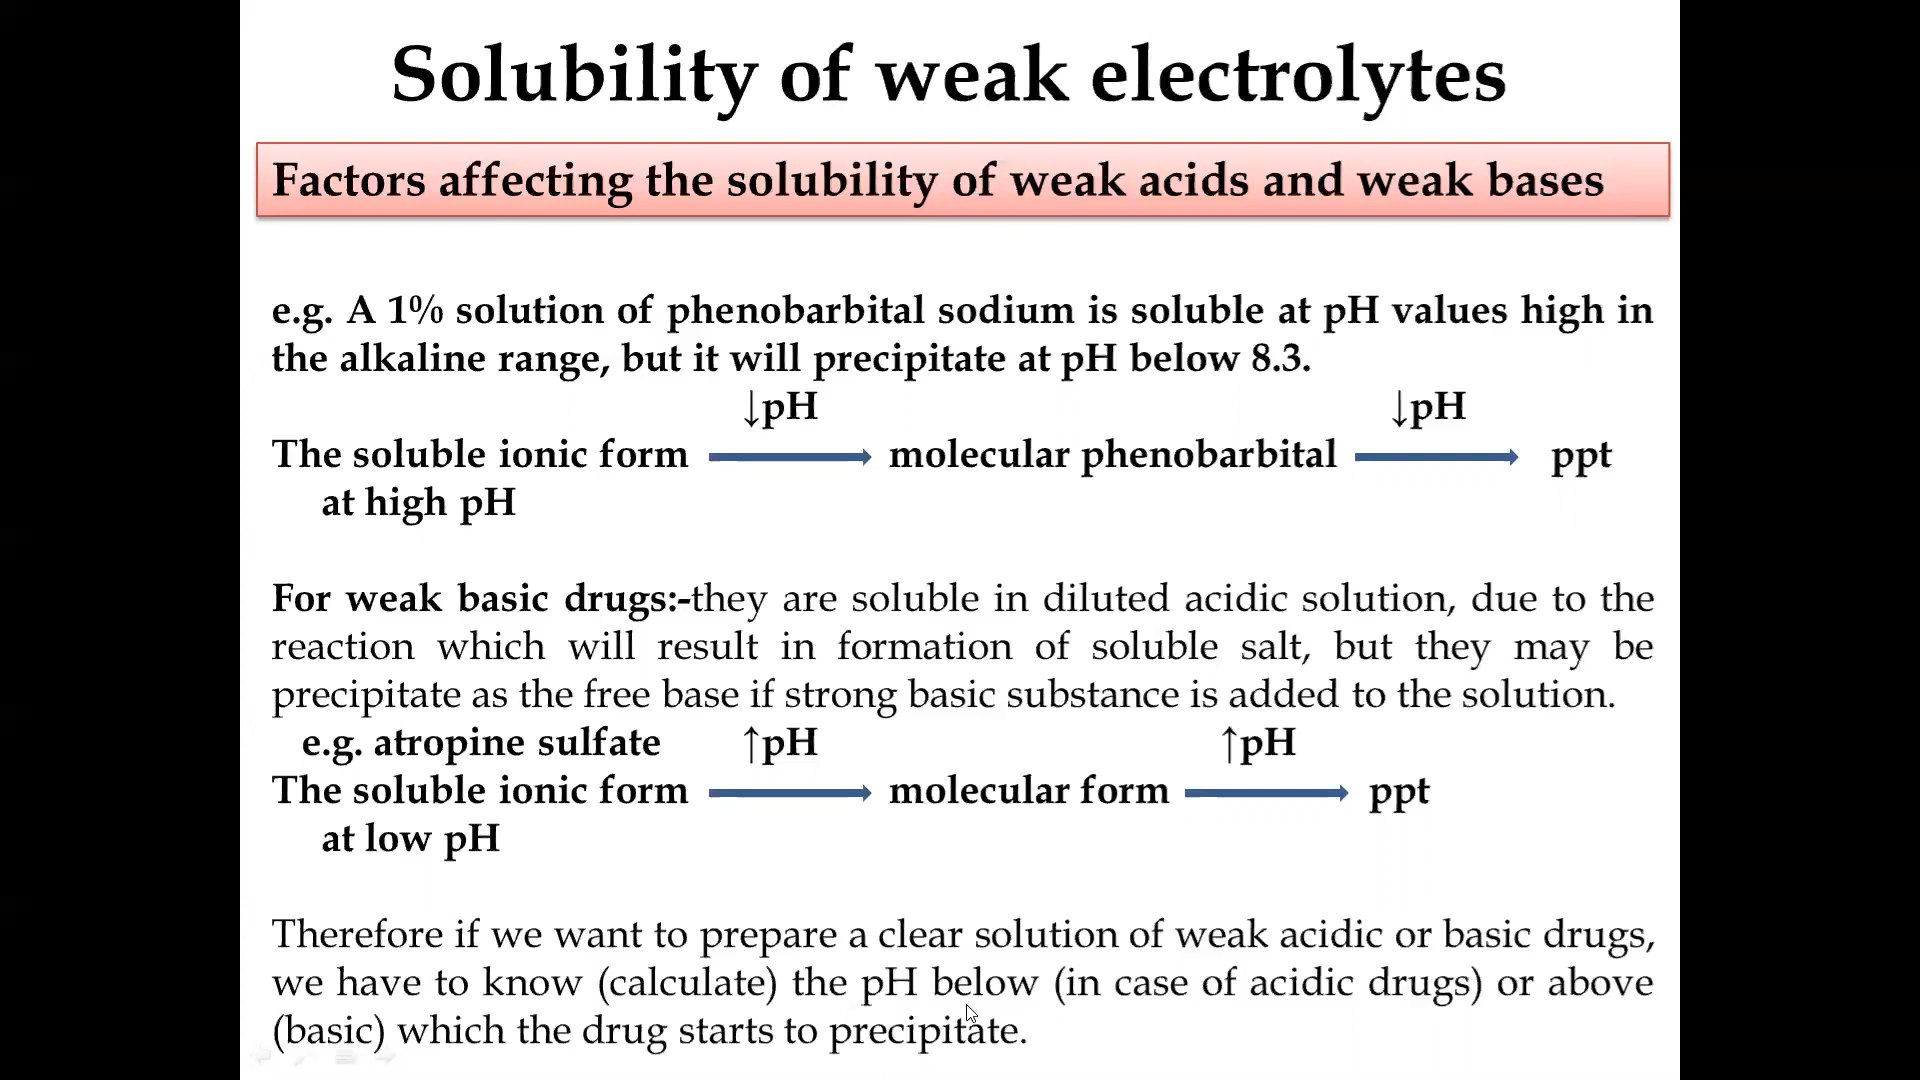 Solubility of weak electrolytes
Factors affecting the solubility of weak acids and weak bases
e.g. A 1% solution of phenobarbital sodium is soluble at pH values high in
the alkaline range, but it will precipitate at pH below 8.3.
↓pH ↓pH
The soluble ionic form molecular phenobarbital ppt
at high pH
For weak basic drugs:-they are soluble in diluted acidic solution, due to the
reaction which will result in formation of soluble salt, but they may be
precipitate as the free base if strong basic substance is added to the solution.
e.g. atropine sulfate ↑pH ↑pH
The soluble ionic form molecular form ppt
at low pH
Therefore if we want to prepare a clear solution of weak acidic or basic drugs,
we have to know (calculate) the pH below (in case of acidic drugs) or above
(basic) which the drug starts to precipitate.